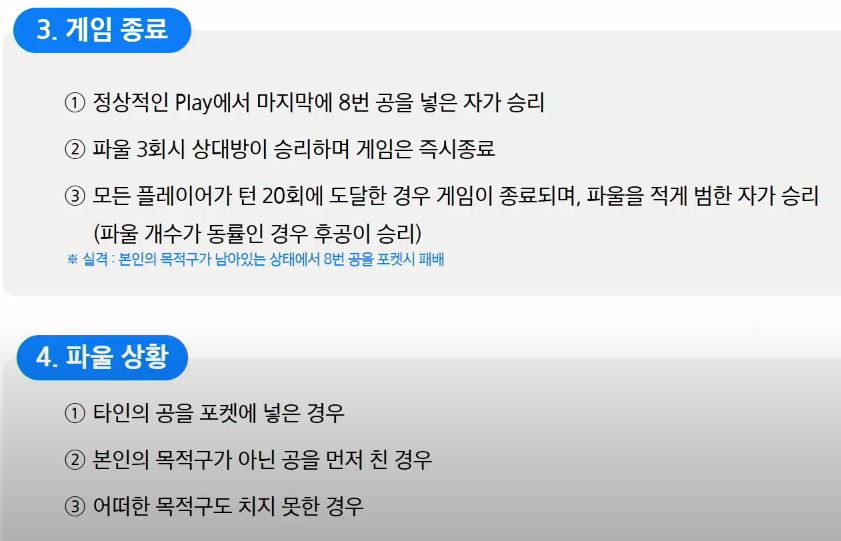 3. 게임 종료
① 정상적인 Play에서 마지막에 8번 공을 넣은 자가 승리
② 파울 3회시 상대방이 승리하며 게임은 즉시종료
③ 모든 플레이어가 턴 20회에 도달한 경우 게임이 종료되며, 파울을 적게 범한 자가 승리
(파울 개수가 동률인 경우 후공이 승리)
※ 실격 : 본인의 목적구가 남아있는 상태에서 8번 공을 포켓시 패배
4. 파울 상황
① 타인의 공을 포켓에 넣은 경우
② 본인의 목적구가 아닌 공을 먼저 친 경우
③ 어떠한 목적구도 치지 못한 경우